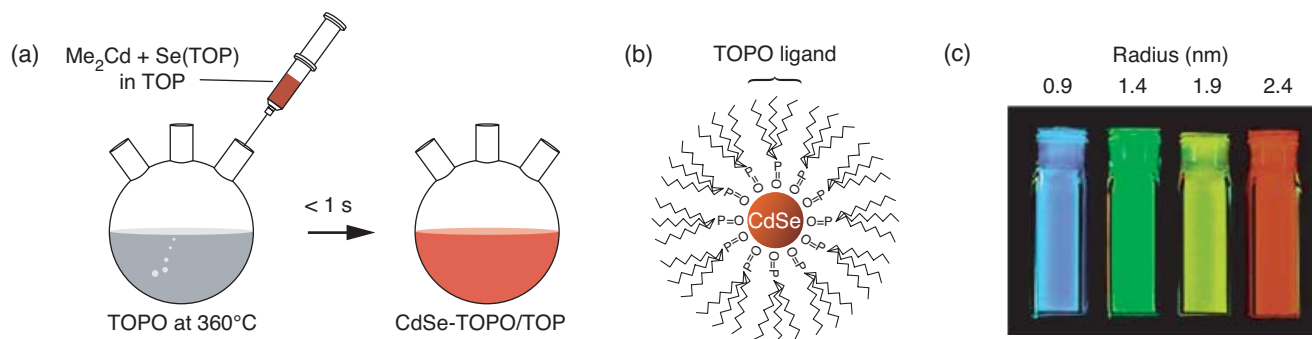 (a)
Me₂Cd + Se(TOP)
in TOP
< 1 s
TOPO at 360°C
CdSe-TOPO/TOP
(b)
TOPO ligand
P=O
P=O
P=O
P=O
P=O
O=P
O=P
O=P
O=P
O=P
P=O
O=P
CdSe
(c)
Radius (nm)
0.9 1.4 1.9 2.4